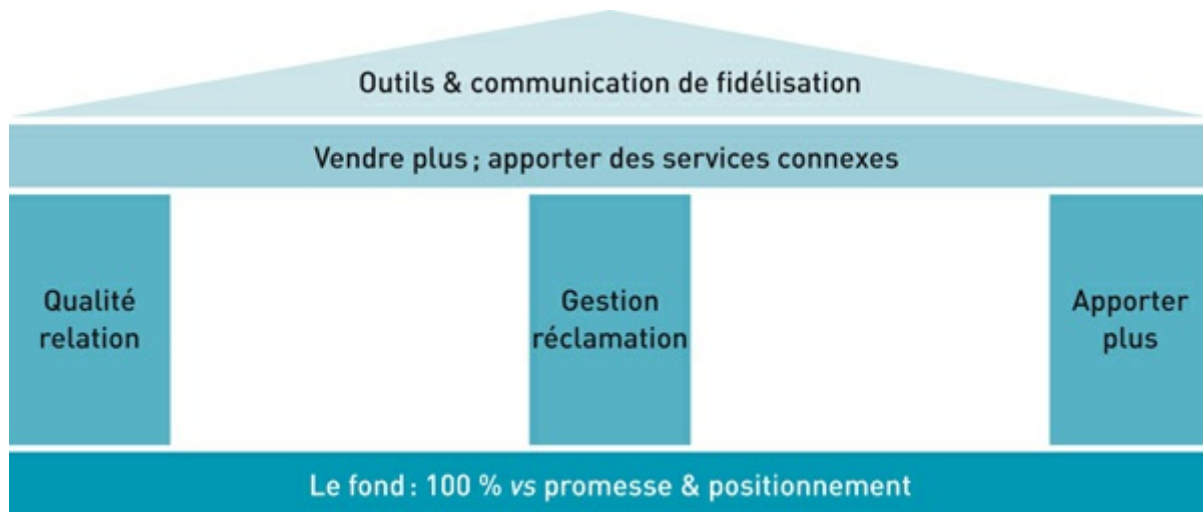 Outils & communication de fidélisation
Vendre plus ; apporter des services connexes
Qualité
relation
Gestion
réclamation
Apporter
plus
Le fond : 100 % vs promesse & positionnement